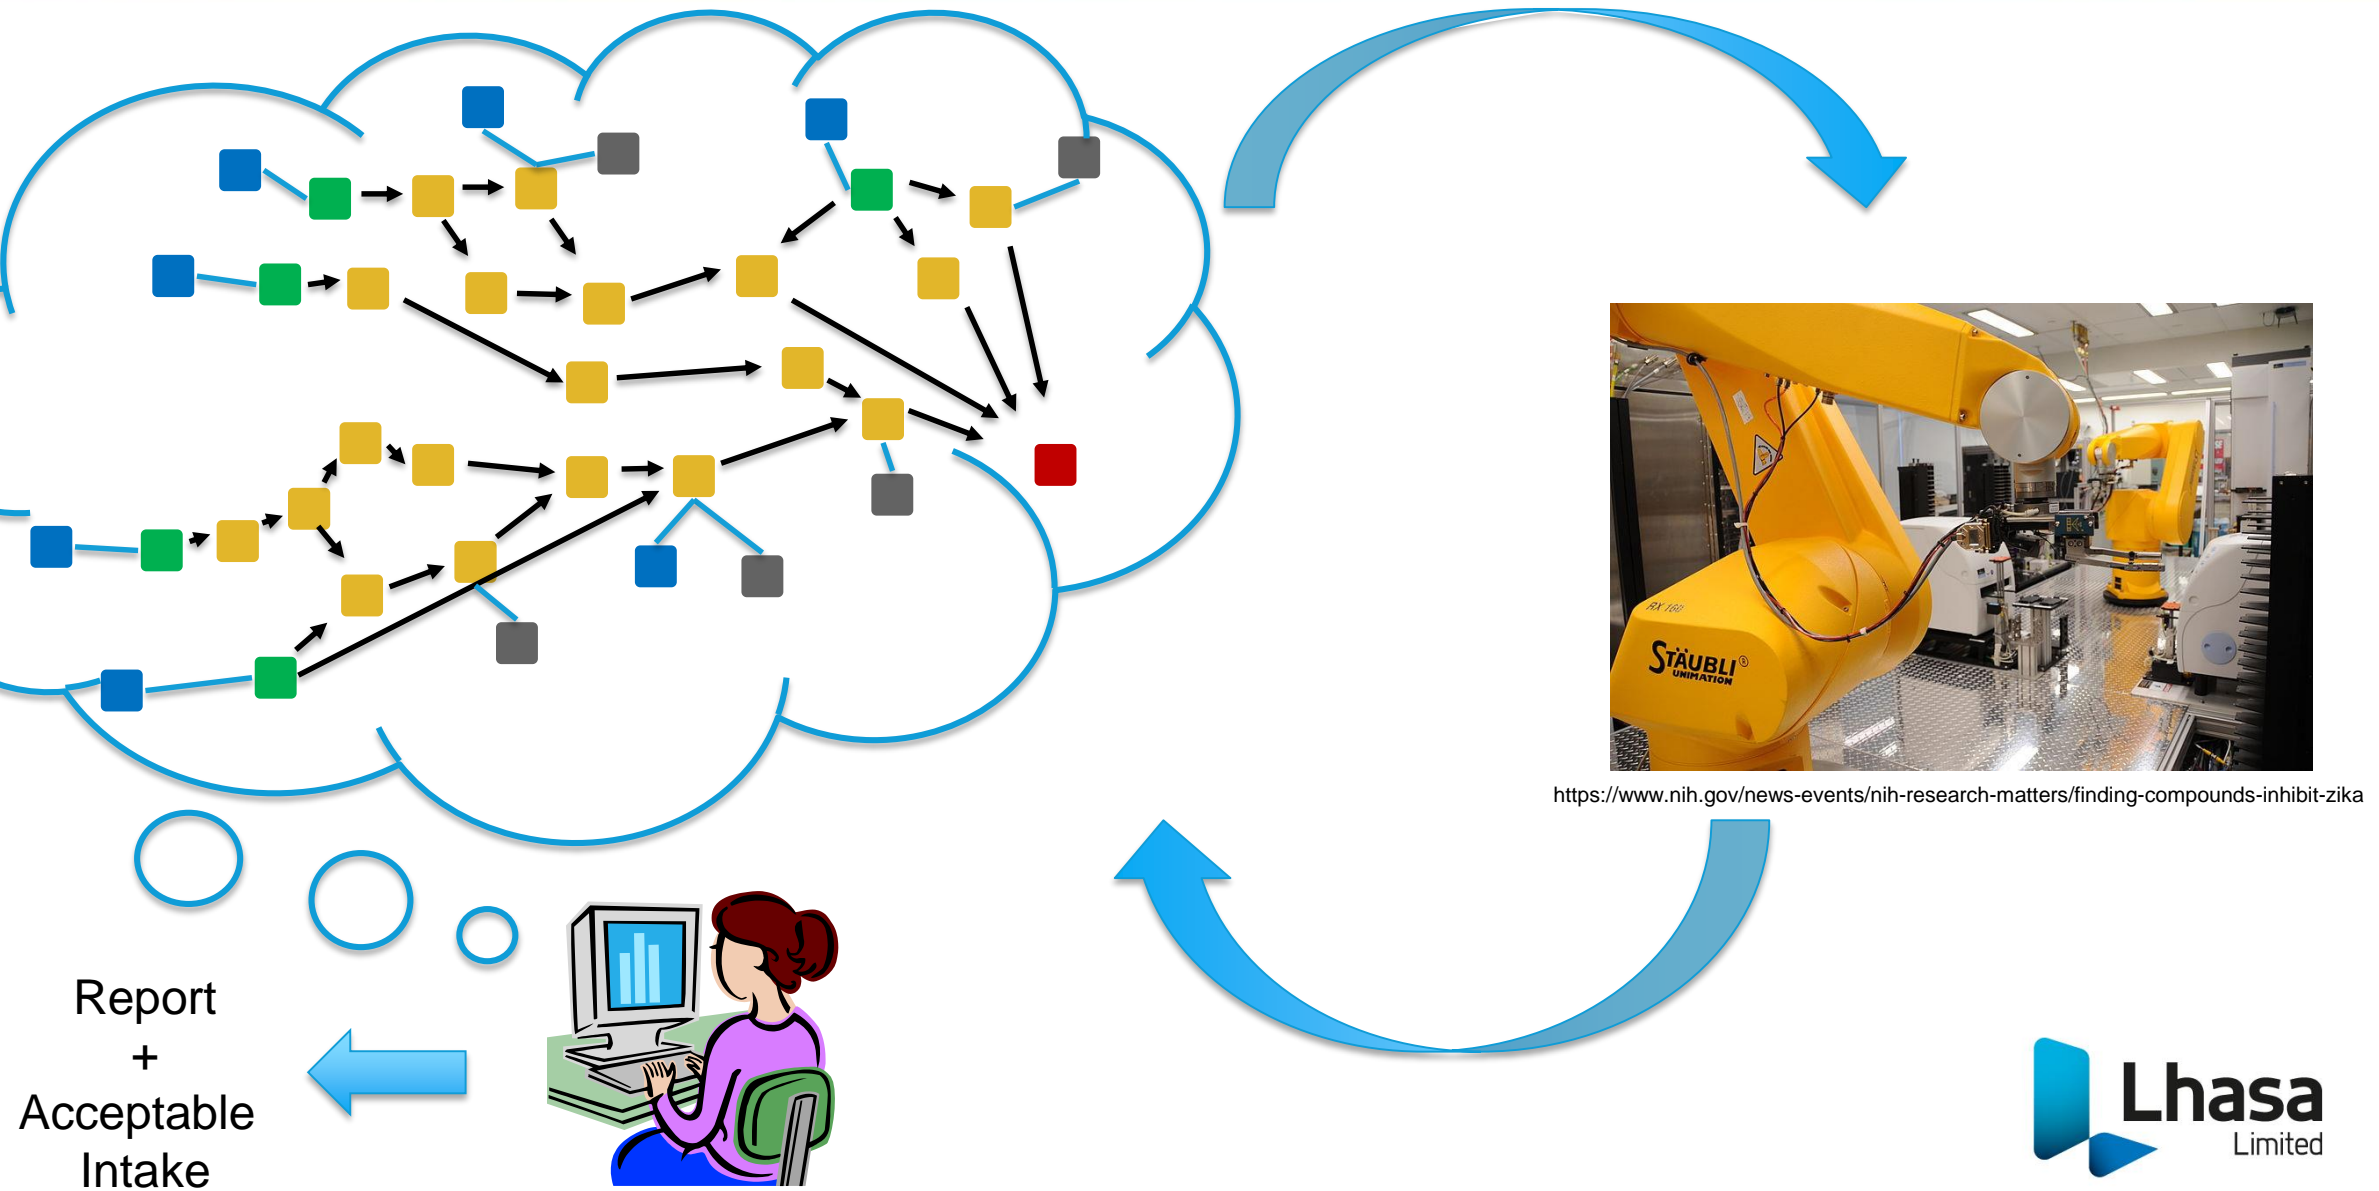 RX 160
STÄUBLI®
UNIMATION
https://www.nih.gov/news-events/nih-research-matters/finding-compounds-inhibit-zika
Report
+
Acceptable
Intake
Lhasa
Limited